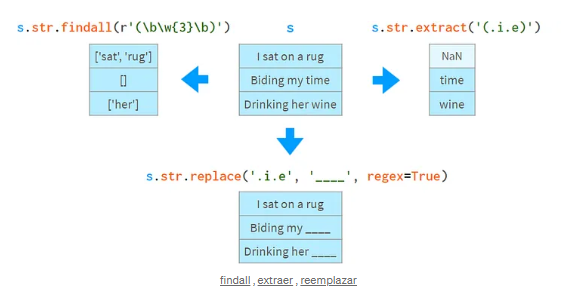 s.str.findall(r'(\b\w{3}\b)')
s
s.str.extract('(.i.e)')
['sat', 'rug']
[]
['her']
I sat on a rug
Biding my time
Drinking her wine
NaN
time
wine
s.str.replace('.i.e', '____', regex=True)
I sat on a rug
Biding my ____
Drinking her ____
findall , extraer , reemplazar